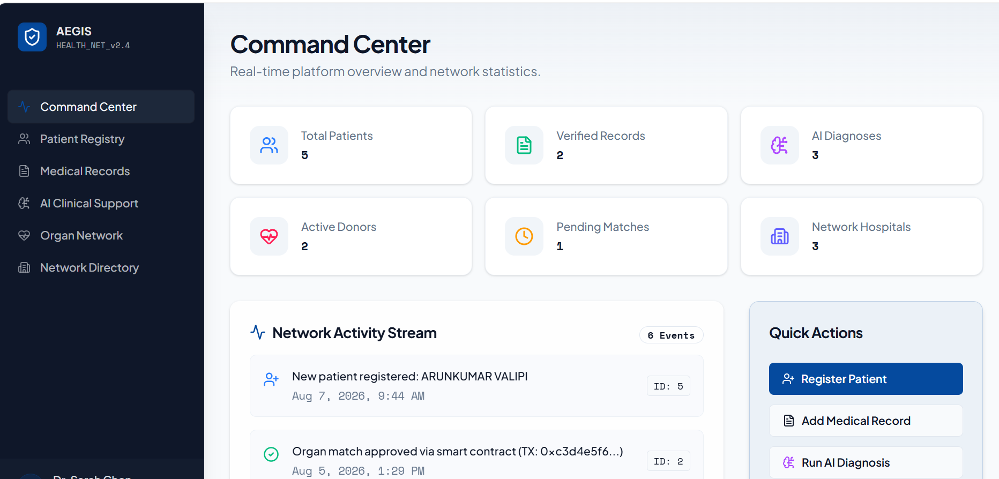 AEGIS
HEALTH_NET_v2.4
Command Center
Patient Registry
Medical Records
AI Clinical Support
Organ Network
Network Directory
Dr. Sarah Chen
Command Center
Real-time platform overview and network statistics.
Total Patients
5
Verified Records
2
AI Diagnoses
3
Active Donors
2
Pending Matches
1
Network Hospitals
3
Network Activity Stream
6 Events
New patient registered: ARUNKUMAR VALIPI
Aug 7, 2026, 9:44 AM
ID: 5
Organ match approved via smart contract (TX: 0xc3d4e5f6...)
Aug 5, 2026, 1:29 PM
ID: 2
Quick Actions
Register Patient
Add Medical Record
Run AI Diagnosis